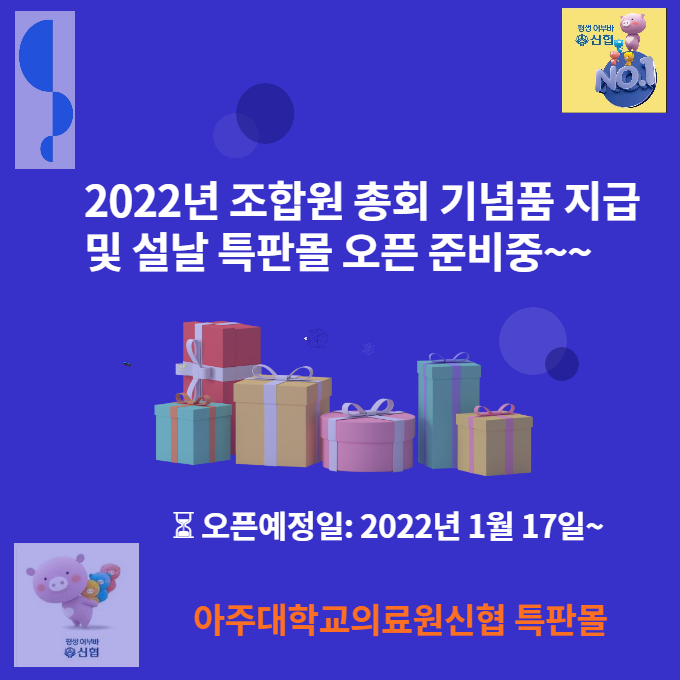 평생 어부바
신협
NO.1
2022년 조합원 총회 기념품 지급
및 설날 특판몰 오픈 준비중~~
⏳ 오픈예정일: 2022년 1월 17일~
평생 어부바
신협
아주대학교의료원신협 특판몰